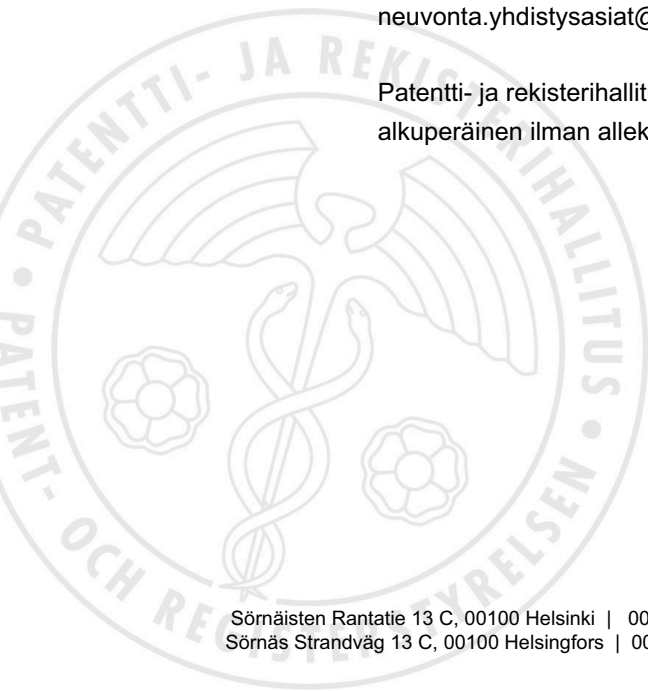 neuvonta.yhdistysasiat@
Patentti- ja rekisterihallit
alkuperäinen ilman allek
PATENTTI- JA REKISTERIHALLITUS
PATENT- OCH REGISTERSTYRELSEN
Sörnäisten Rantatie 13 C, 00100 Helsinki | 00
Sörnäs Strandväg 13 C, 00100 Helsingfors | 00